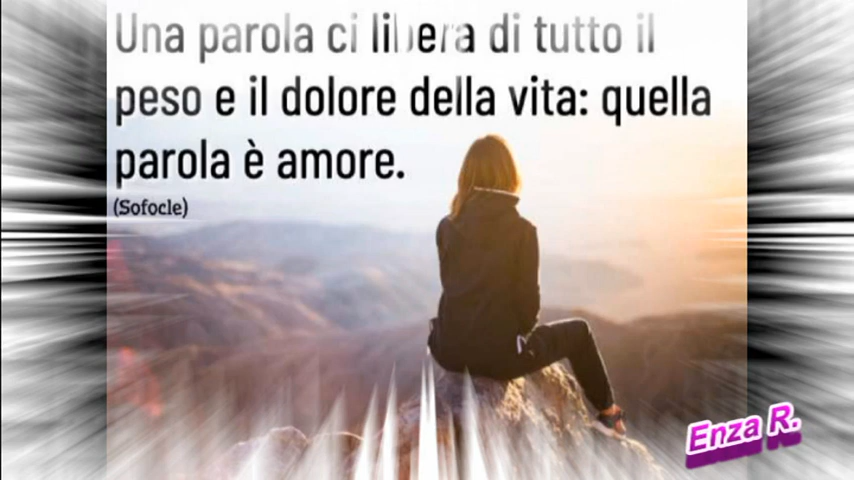 Una parola ci libera di tutto il
peso e il dolore della vita: quella
parola è amore.
(Sofocle)
Enza R.